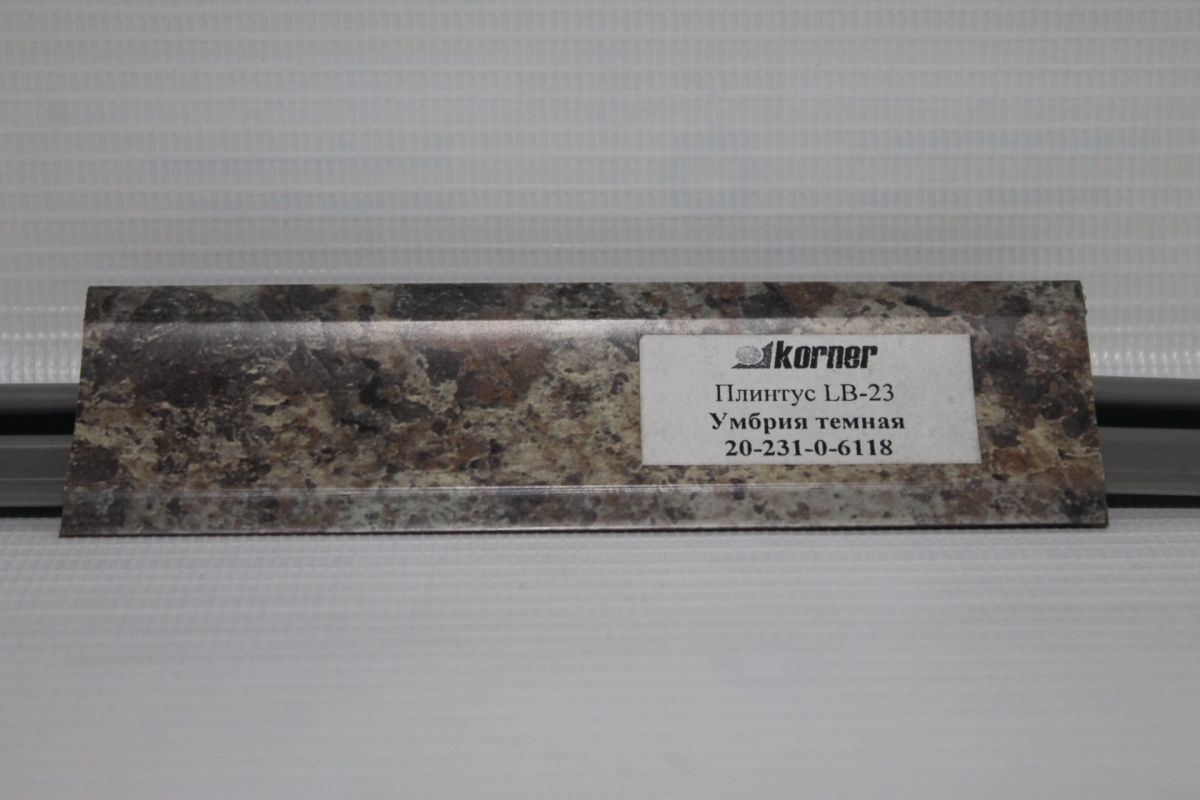 korner
Плинтус LB-23
Умбрия темная
20-231-0-6118